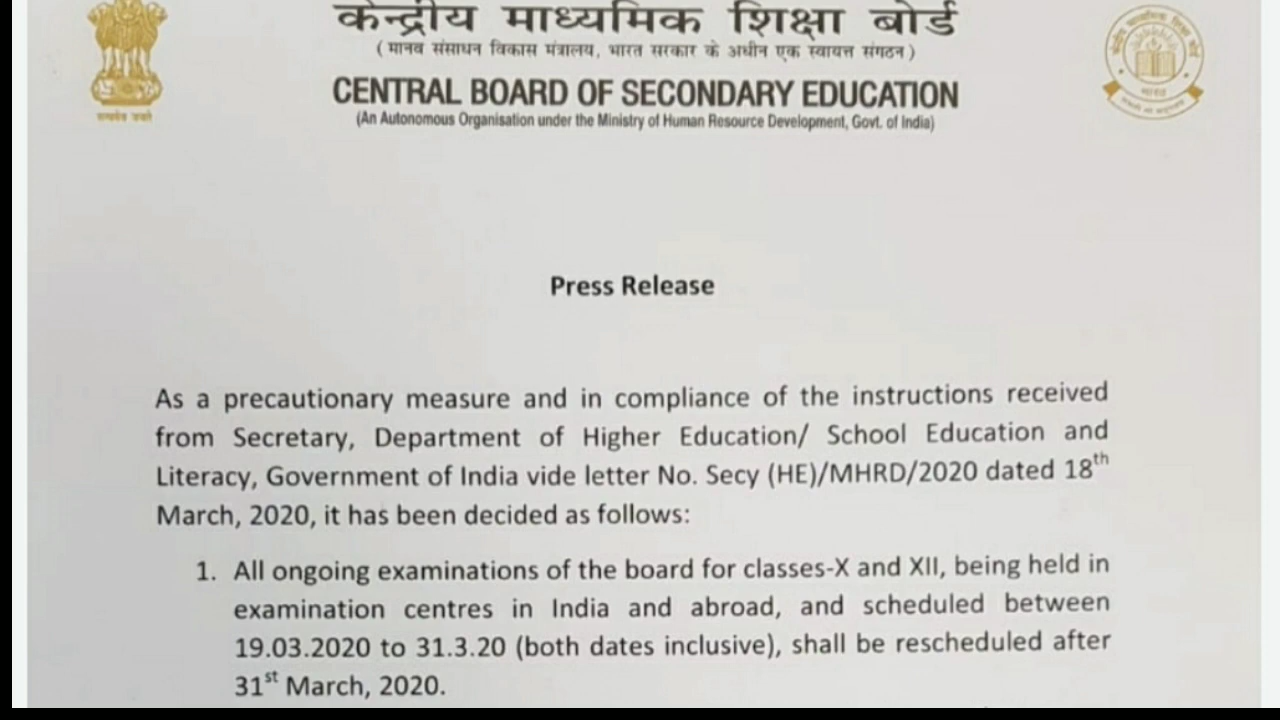 केन्द्रीय माध्यमिक शिक्षा बोर्ड
(मानव संसाधन विकास मंत्रालय, भारत सरकार के अधीन एक स्वायत्त संगठन)
CENTRAL BOARD OF SECONDARY EDUCATION
(An Autonomous Organisation under the Ministry of Human Resource Development, Govt. of India)
सत्यमेव जयते
भारत
Press Release
As a precautionary measure and in compliance of the instructions received
from Secretary, Department of Higher Education/ School Education and
Literacy, Government of India vide letter No. Secy (HE)/MHRD/2020 dated 18th
March, 2020, it has been decided as follows:
1. All ongoing examinations of the board for classes-X and XII, being held in
examination centres in India and abroad, and scheduled between
19.03.2020 to 31.3.20 (both dates inclusive), shall be rescheduled after
31st March, 2020.